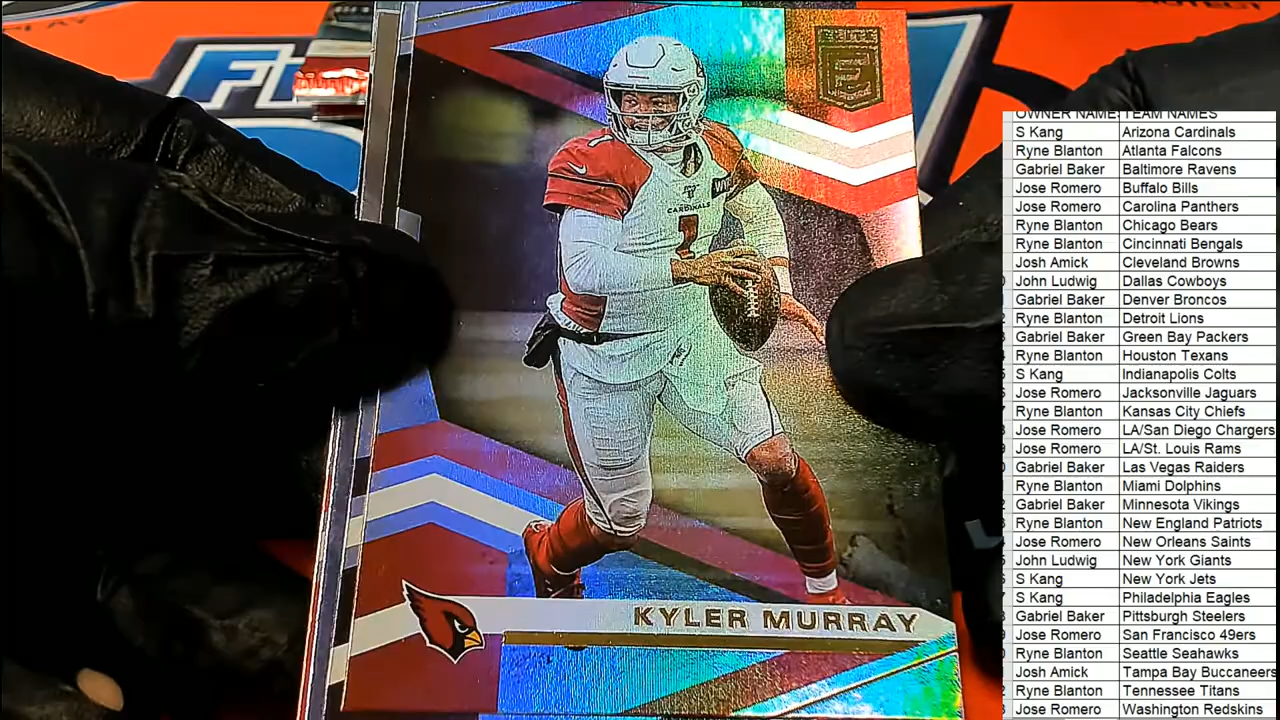 ELITE
WI
CARDINALS
1
KYLER MURRAY
OWNER NAMES TEAM NAMES
S Kang Arizona Cardinals
Ryne Blanton Atlanta Falcons
Gabriel Baker Baltimore Ravens
Jose Romero Buffalo Bills
Jose Romero Carolina Panthers
Ryne Blanton Chicago Bears
Ryne Blanton Cincinnati Bengals
Josh Amick Cleveland Browns
John Ludwig Dallas Cowboys
Gabriel Baker Denver Broncos
Ryne Blanton Detroit Lions
Gabriel Baker Green Bay Packers
Ryne Blanton Houston Texans
S Kang Indianapolis Colts
Jose Romero Jacksonville Jaguars
Ryne Blanton Kansas City Chiefs
Jose Romero LA/San Diego Chargers
Jose Romero LA/St. Louis Rams
Gabriel Baker Las Vegas Raiders
Ryne Blanton Miami Dolphins
Gabriel Baker Minnesota Vikings
Ryne Blanton New England Patriots
Jose Romero New Orleans Saints
John Ludwig New York Giants
S Kang New York Jets
S Kang Philadelphia Eagles
Gabriel Baker Pittsburgh Steelers
Jose Romero San Francisco 49ers
Ryne Blanton Seattle Seahawks
Josh Amick Tampa Bay Buccaneers
Ryne Blanton Tennessee Titans
Jose Romero Washington Redskins